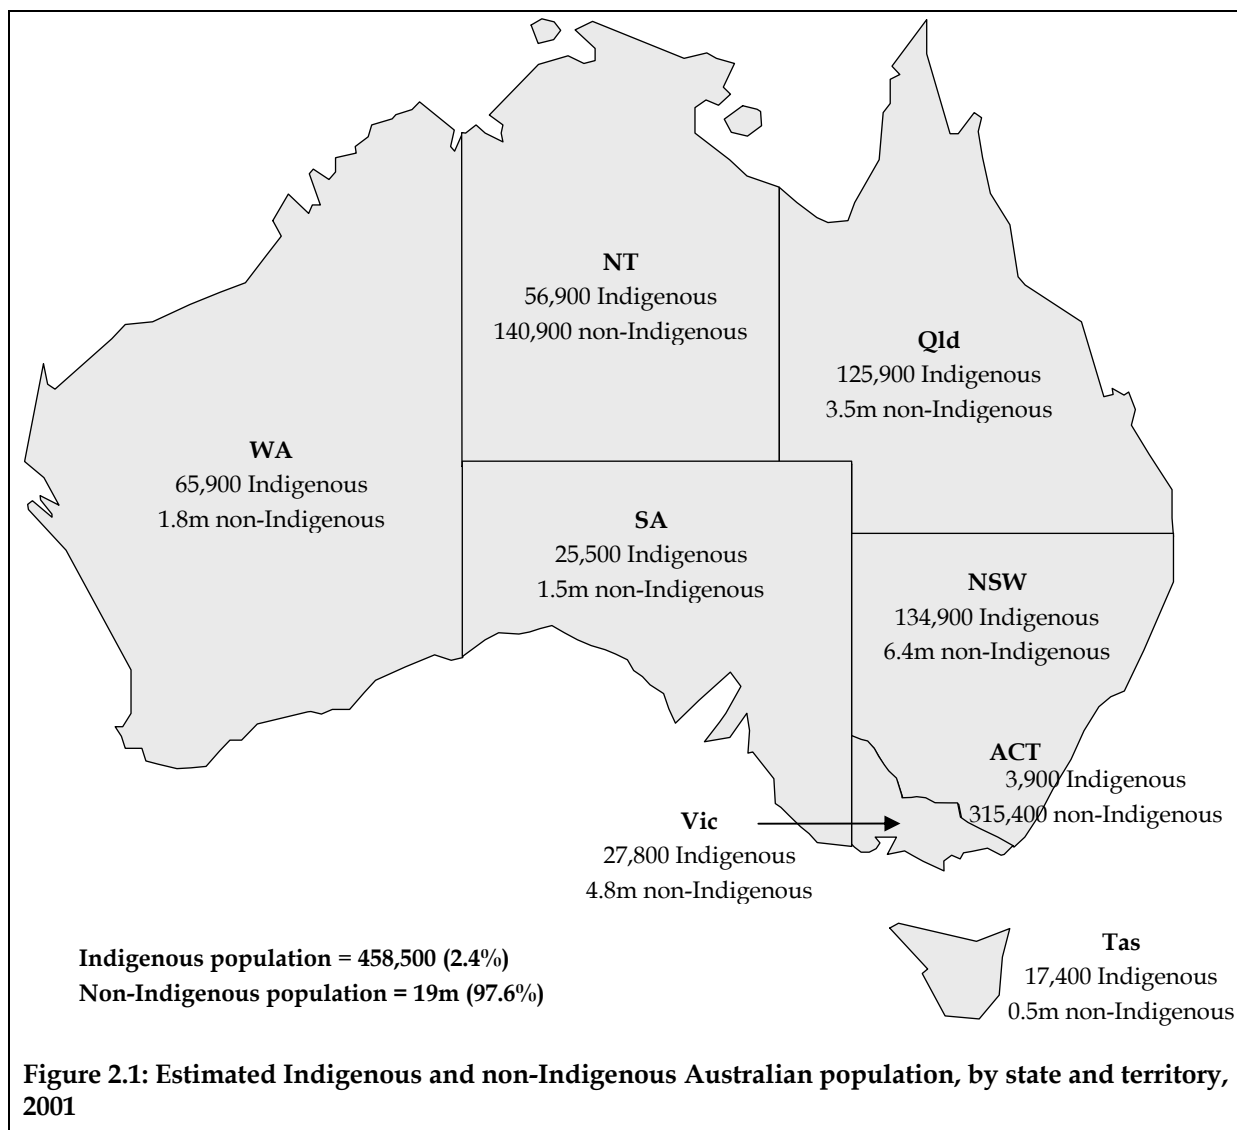 NT
56,900 Indigenous
140,900 non-Indigenous
Qld
125,900 Indigenous
3.5m non-Indigenous
WA
65,900 Indigenous
1.8m non-Indigenous
SA
25,500 Indigenous
1.5m non-Indigenous
NSW
134,900 Indigenous
6.4m non-Indigenous
ACT
3,900 Indigenous
315,400 non-Indigenous
Vic
27,800 Indigenous
4.8m non-Indigenous
Tas
17,400 Indigenous
0.5m non-Indigenous
Indigenous population = 458,500 (2.4%)
Non-Indigenous population = 19m (97.6%)
Figure 2.1: Estimated Indigenous and non-Indigenous Australian population, by state and territory,
2001